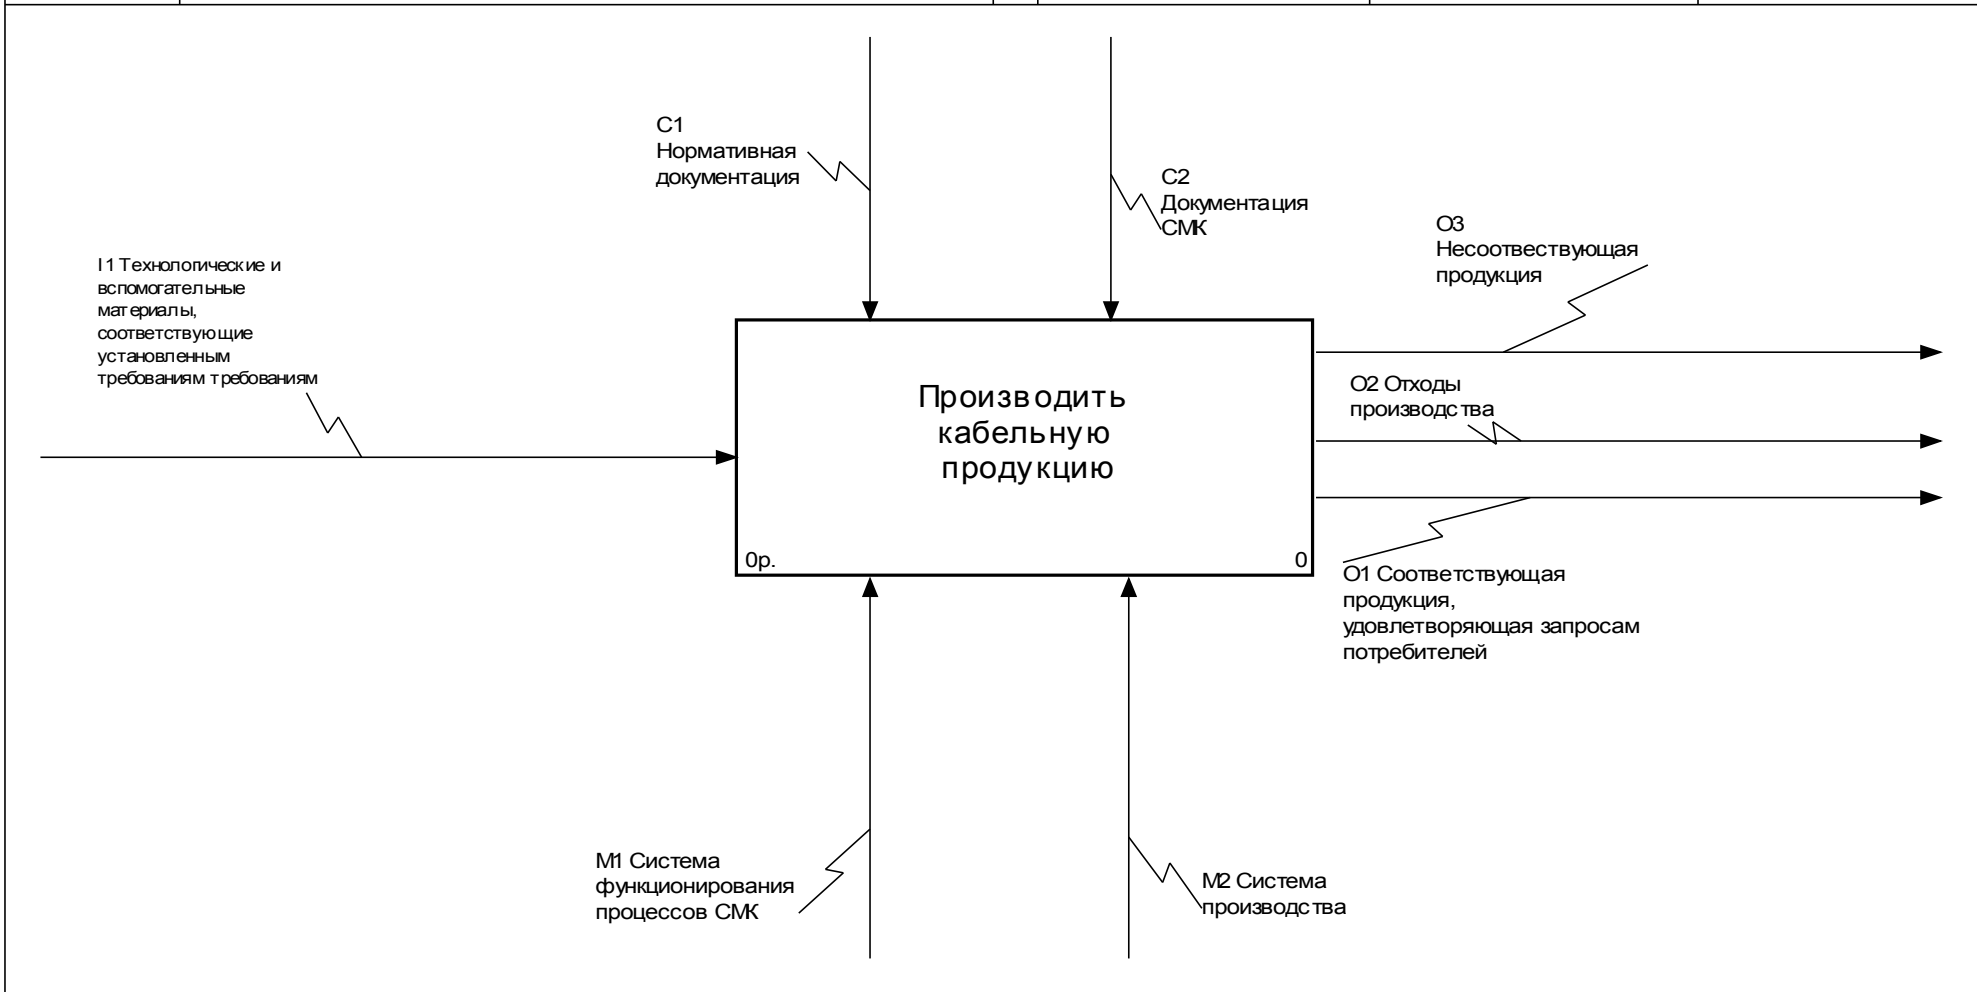 C1
Нормативная
документация
C2
Документация
СМК
O3
Несоотвествующая
продукция
I1 Технологические и
вспомогательные
материалы,
соответствующие
установленным
требованиям требованиям
O2 Отходы
производства
Производить
кабельную
продукцию
0р.
0
O1 Соответствующая
продукция,
удовлетворяющая запросам
потребителей
M1 Система
функционирования
процессов СМК
M2 Система
производства